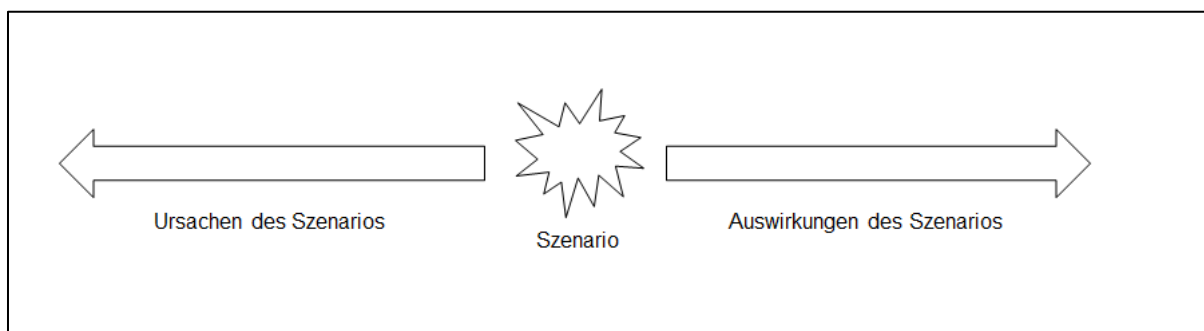 Ursachen des Szenarios
Szenario
Auswirkungen des Szenarios